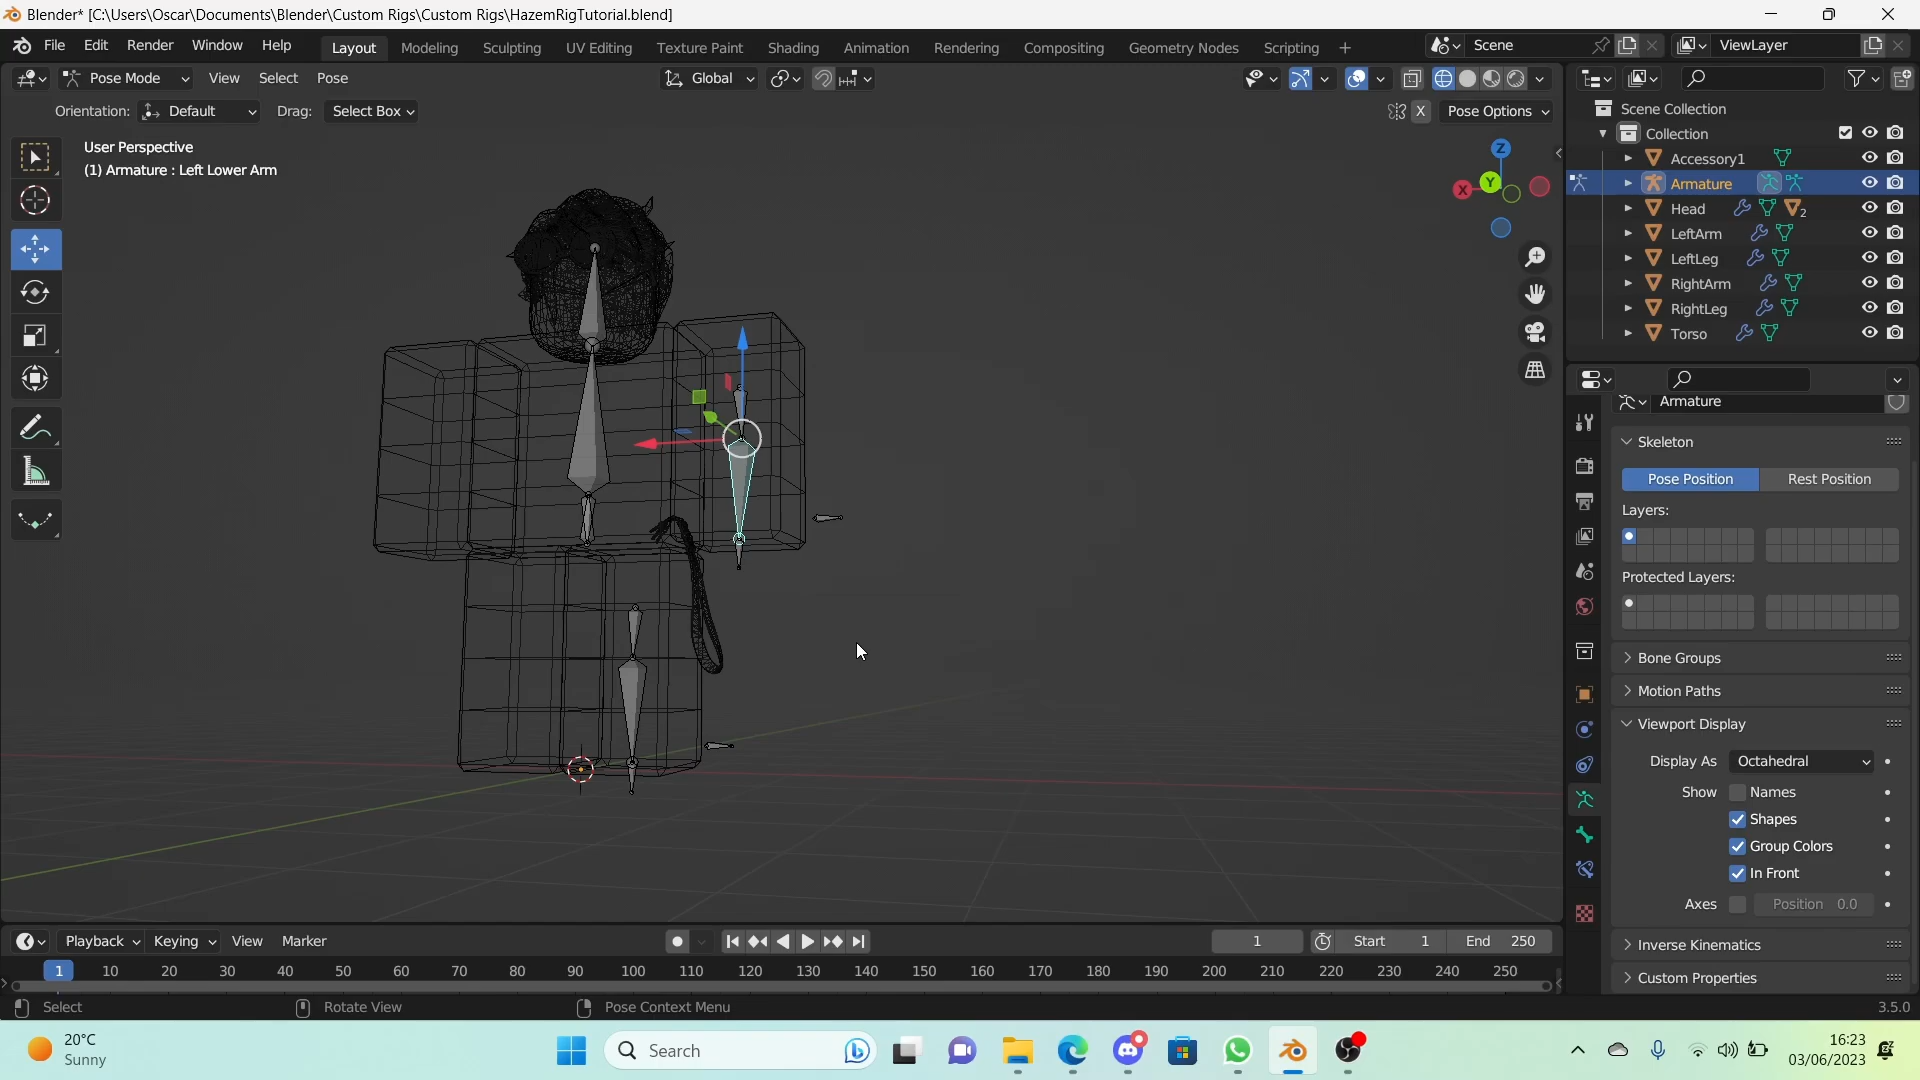 Blender* [C:\Users\Oscar\Documents\Blender\Custom Rigs\Custom Rigs\HazemRigTutorial.blend]
File Edit Render Window Help Layout Modeling Sculpting UV Editing Texture Paint Shading Animation Rendering Compositing Geometry Nodes Scripting + Scene ViewLayer
Pose Mode View Select Pose Global
Orientation: Default Drag: Select Box X Pose Options
User Perspective
(1) Armature : Left Lower Arm
Z
Y
X
Scene Collection
Collection
Accessory1
Armature
Head 2
LeftArm
LeftLeg
RightArm
RightLeg
Torso
Armature
Skeleton
Pose Position Rest Position
Layers:
Protected Layers:
Bone Groups
Motion Paths
Viewport Display
Display As Octahedral
Show Names
Shapes
Group Colors
In Front
Axes Position 0.0
Inverse Kinematics
Custom Properties
Playback Keying View Marker 1 Start 1 End 250
1 10 20 30 40 50 60 70 80 90 100 110 120 130 140 150 160 170 180 190 200 210 220 230 240 250
Select Rotate View Pose Context Menu 3.5.0
20°C
Sunny
Search
16:23
03/06/2023